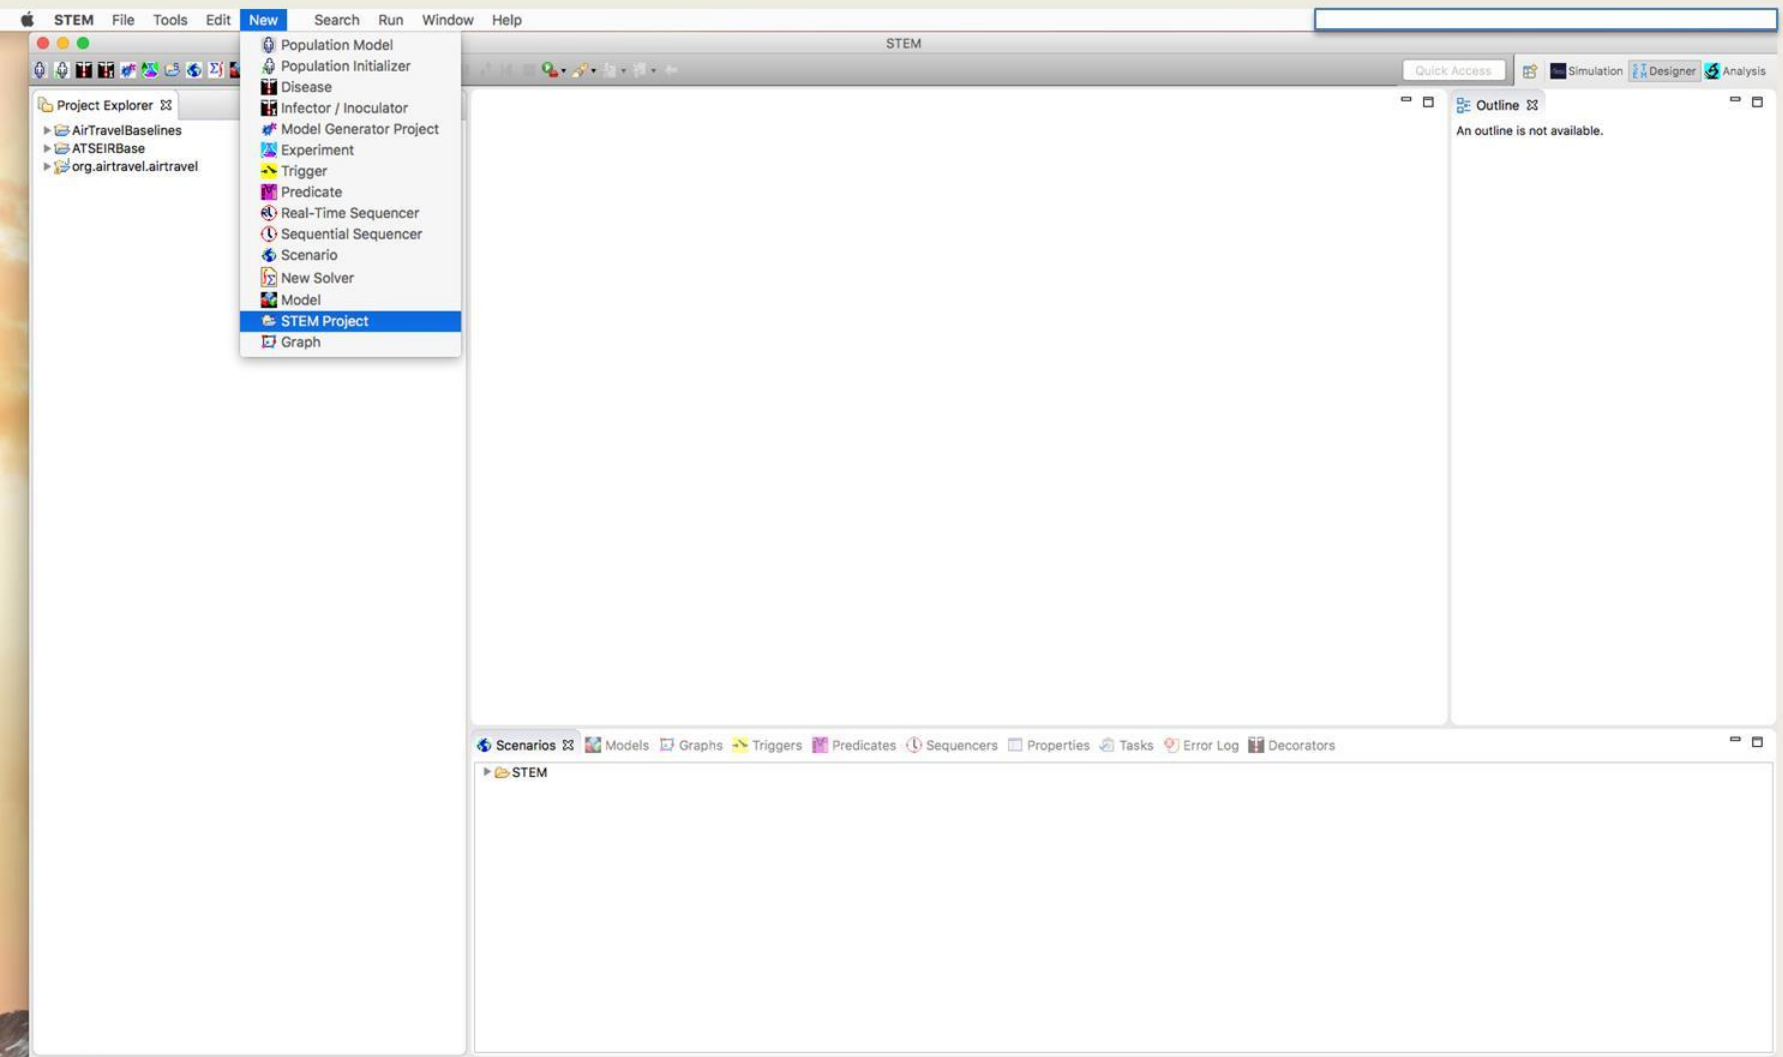 STEM File Tools Edit New Search Run Window Help
STEM
Quick Access Simulation Designer Analysis
Population Model
Population Initializer
Disease
Infector / Inoculator
Model Generator Project
Experiment
Trigger
Predicate
Real-Time Sequencer
Sequential Sequencer
Scenario
New Solver
Model
STEM Project
Graph
Project Explorer
AirTravelBaselines
ATSEIRBase
org.airtravel.airtravel
Outline
An outline is not available.
Scenarios Models Graphs Triggers Predicates Sequencers Properties Tasks Error Log Decorators
STEM